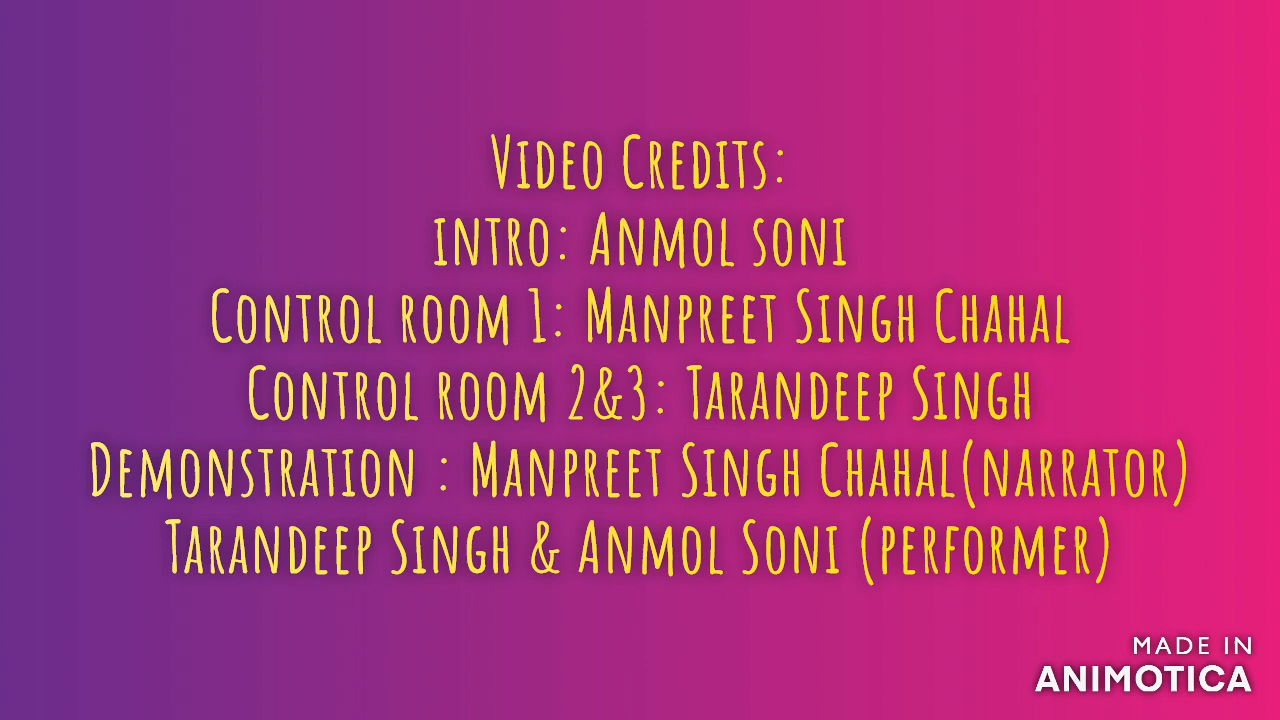 Video Credits:
intro: Anmol soni
Control room 1: Manpreet Singh Chahal
Control room 2&3: Tarandeep Singh
Demonstration : Manpreet Singh Chahal(narrator)
Tarandeep Singh & Anmol Soni (performer)
MADE IN
ANIMOTICA